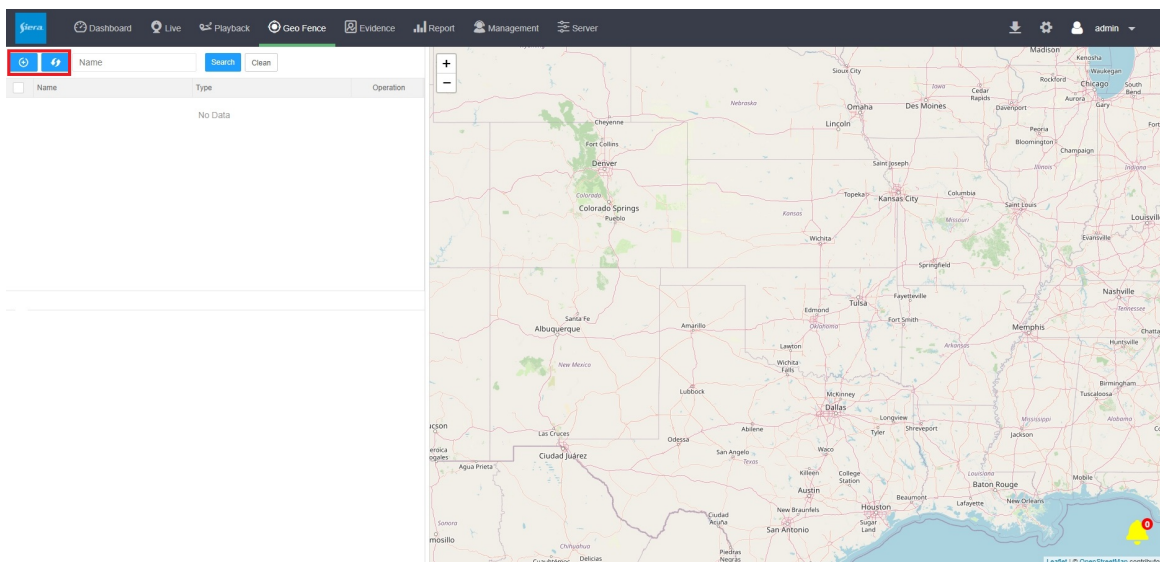 Siera Dashboard Live Playback Geo Fence Evidence Report Management Server admin
Name Search Clean
Name Type Operation
No Data
+
−
Madison
Kenosha
Waukegan
Sioux City
Rockford
Chicago
South
Bend
Iowa
Cedar
Rapids
Aurora
Gary
Nebraska
Omaha
Des Moines
Davenport
Cheyenne
Lincoln
Peoria
Fort
Bloomington
Champaign
Fort Collins
Denver
Saint Joseph
Illinois
Indiana
Colorado
Topeka
Kansas City
Columbia
Saint Louis
Colorado Springs
Pueblo
Kansas
Missouri
Louisvill
Wichita
Evansville
Springfield
Nashville
Tulsa
Fayetteville
Tennessee
Edmond
Santa Fe
Albuquerque
Amarillo
Oklahoma
Fort Smith
Memphis
Chatta
Huntsville
Lawton
Arkansas
New Mexico
Wichita
Falls
Birmingham
Tuscaloosa
Lubbock
McKinney
Dallas
Longview
Mississippi
Alabama
Abilene
Tyler
Shreveport
Jackson
Las Cruces
Odessa
Ciudad Juárez
San Angelo
Waco
Texas
Agua Prieta
Killeen
College
Station
Louisiana
Mobile
Baton Rouge
Austin
Beaumont
Lafayette
New Orleans
New Braunfels
Houston
Ciudad
Acuña
Sugar
Land
San Antonio
0
Sonora
mosillo
Chihuahua
Piedras
Negras
Cuauhtémoc
Delicias
Leaflet | © OpenStreetMap contributo